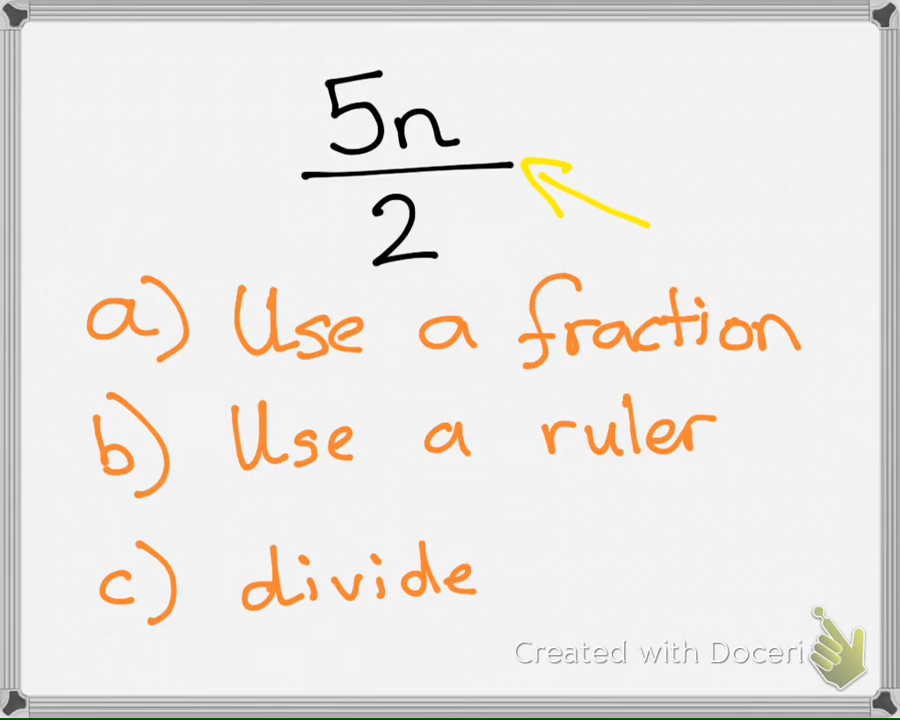 5n
2
a) Use a fraction
b) Use a ruler
c) divide
Created with Doceri